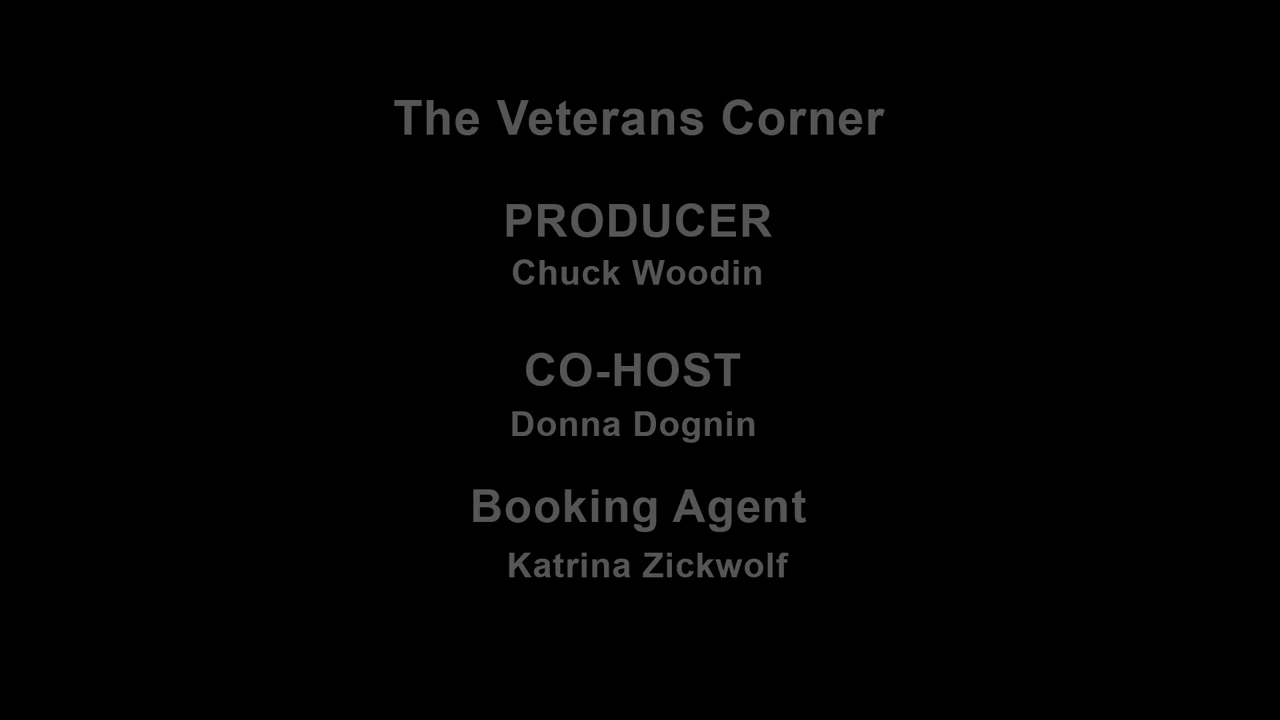 The Veterans Corner
PRODUCER
Chuck Woodin
CO-HOST
Donna Dognin
Booking Agent
Katrina Zickwolf